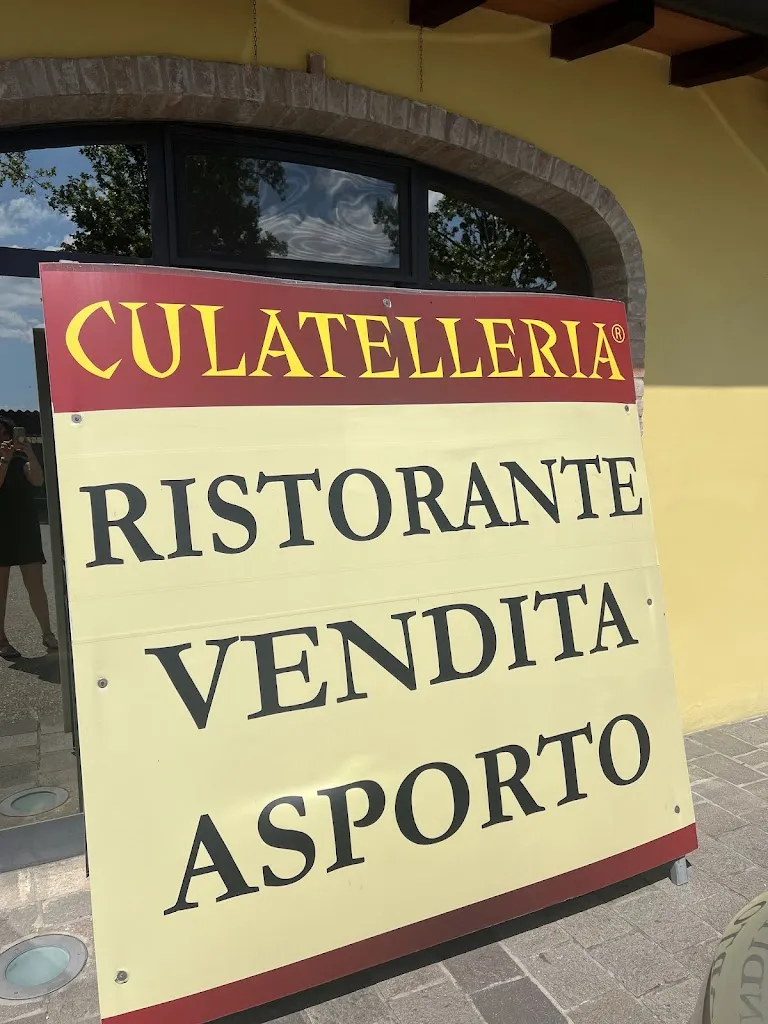 CULATELLERIA®
RISTORANTE
VENDITA
ASPORTO